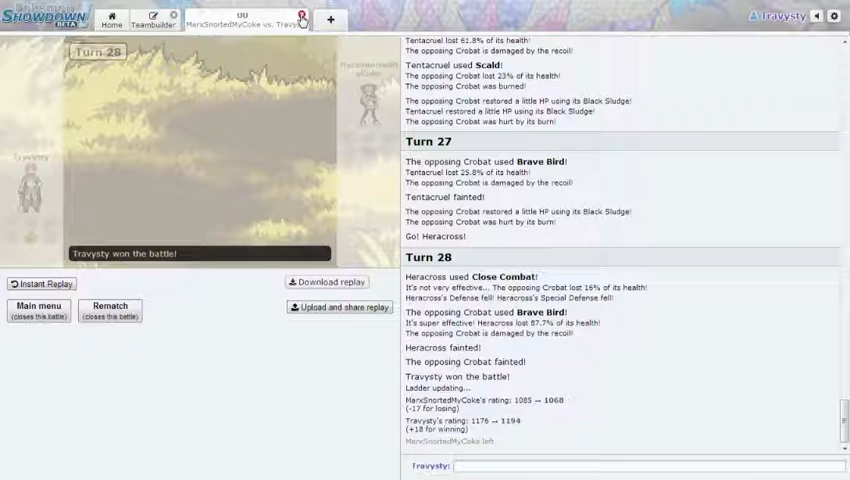 SHOWDOWN
BETA
Home
Teambuilder
UU
MarxSnortedMyCoke vs. Travys
Travysty
Turn 28
MarxSnortedM
yCoke
Travysty
Travysty won the battle!
Instant Replay
Download replay
Main menu
(closes this battle)
Rematch
(closes this battle)
Upload and share replay
Tentacruel lost 61.8% of its health!
The opposing Crobat is damaged by the recoil!
Tentacruel used Scald!
The opposing Crobat lost 23% of its health!
The opposing Crobat was burned!
The opposing Crobat restored a little HP using its Black Sludge!
Tentacruel restored a little HP using its Black Sludge!
The opposing Crobat was hurt by its burn!
Turn 27
The opposing Crobat used Brave Bird!
Tentacruel lost 25.8% of its health!
The opposing Crobat is damaged by the recoil!
Tentacruel fainted!
The opposing Crobat restored a little HP using its Black Sludge!
The opposing Crobat was hurt by its burn!
Go! Heracross!
Turn 28
Heracross used Close Combat!
It's not very effective... The opposing Crobat lost 16% of its health!
Heracross's Defense fell! Heracross's Special Defense fell!
The opposing Crobat used Brave Bird!
It's super effective! Heracross lost 87.7% of its health!
The opposing Crobat is damaged by the recoil!
Heracross fainted!
The opposing Crobat fainted!
Travysty won the battle!
Ladder updating...
MarxSnortedMyCoke's rating: 1085 → 1068
(-17 for losing)
Travysty's rating: 1176 → 1194
(+18 for winning)
MarxSnortedMyCoke left
Travysty: